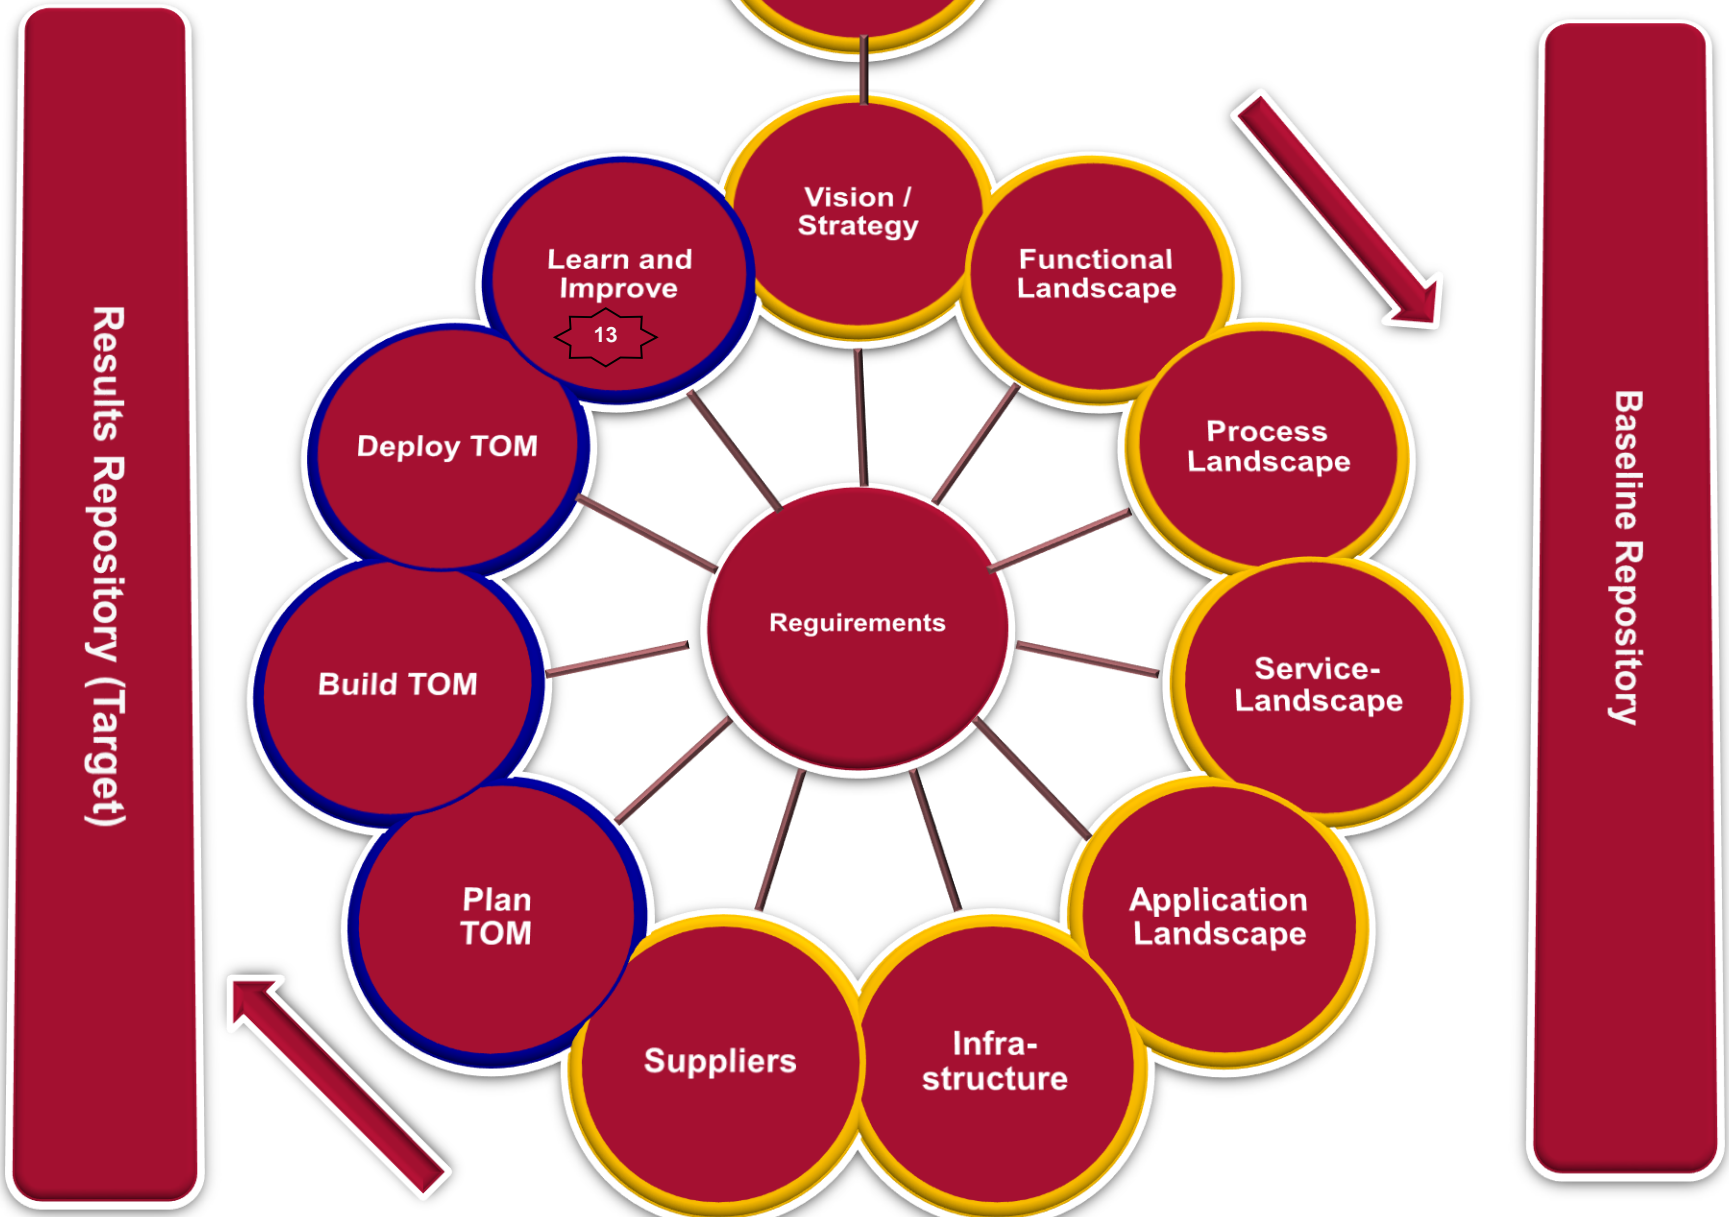 Results Repository (Target)
Vision /
Strategy
Functional
Landscape
Process
Landscape
Service-
Landscape
Application
Landscape
Infra-
structure
Suppliers
Plan
TOM
Build TOM
Deploy TOM
Learn and
Improve
13
Reguirements
Baseline Repository